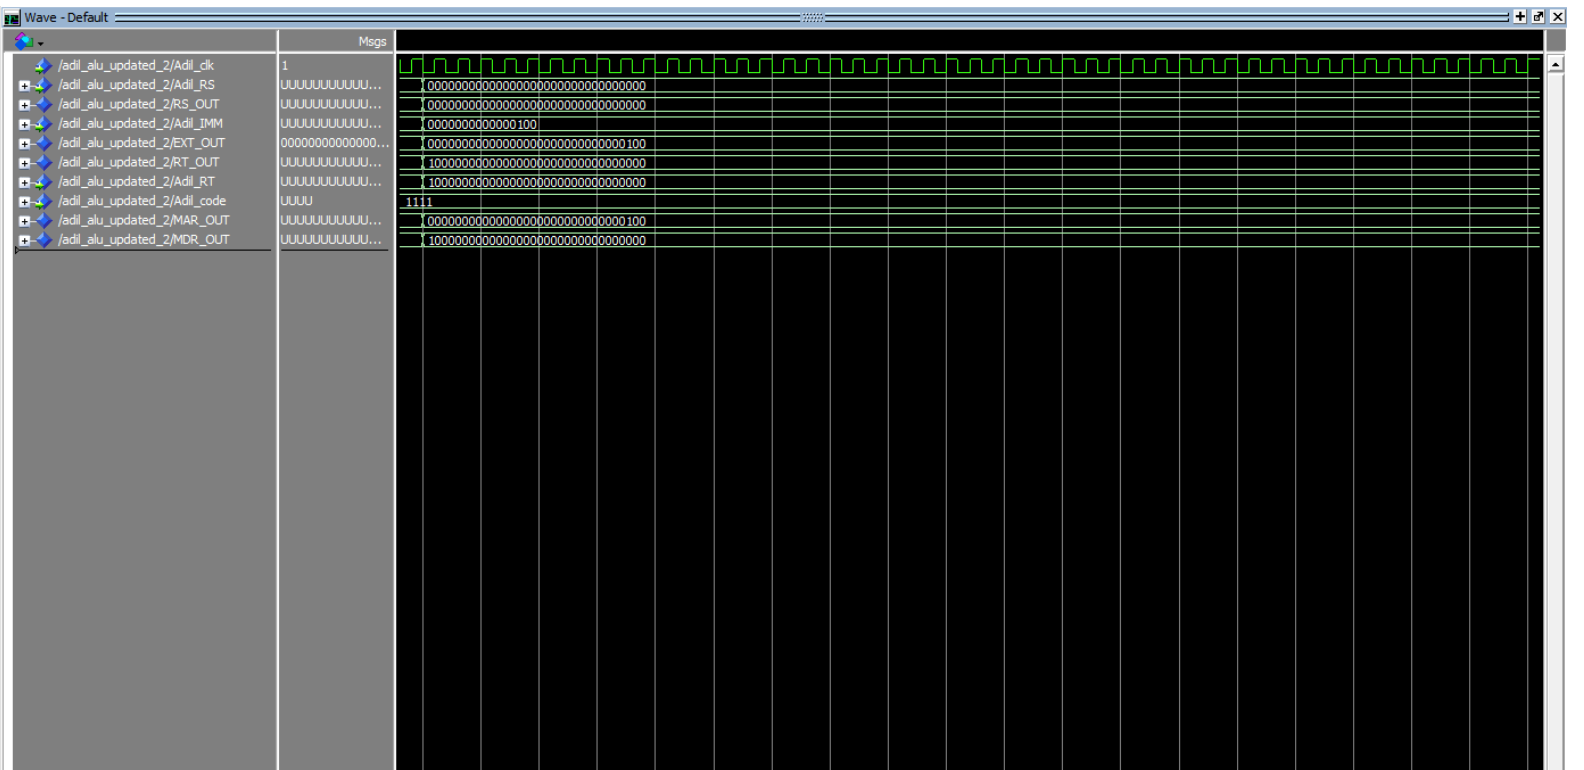 Wave - Default
Msgs
/adil_alu_updated_2/Adil_clk 1
/adil_alu_updated_2/Adil_RS UUUUUUUUUUU... 00000000000000000000000000000000
/adil_alu_updated_2/RS_OUT UUUUUUUUUUU... 00000000000000000000000000000000
/adil_alu_updated_2/Adil_IMM UUUUUUUUUUU... 0000000000000100
/adil_alu_updated_2/EXT_OUT 00000000000000... 00000000000000000000000000000100
/adil_alu_updated_2/RT_OUT UUUUUUUUUUU... 10000000000000000000000000000000
/adil_alu_updated_2/Adil_RT UUUUUUUUUUU... 10000000000000000000000000000000
/adil_alu_updated_2/Adil_code UUUU 1111
/adil_alu_updated_2/MAR_OUT UUUUUUUUUUU... 00000000000000000000000000000100
/adil_alu_updated_2/MDR_OUT UUUUUUUUUUU... 10000000000000000000000000000000